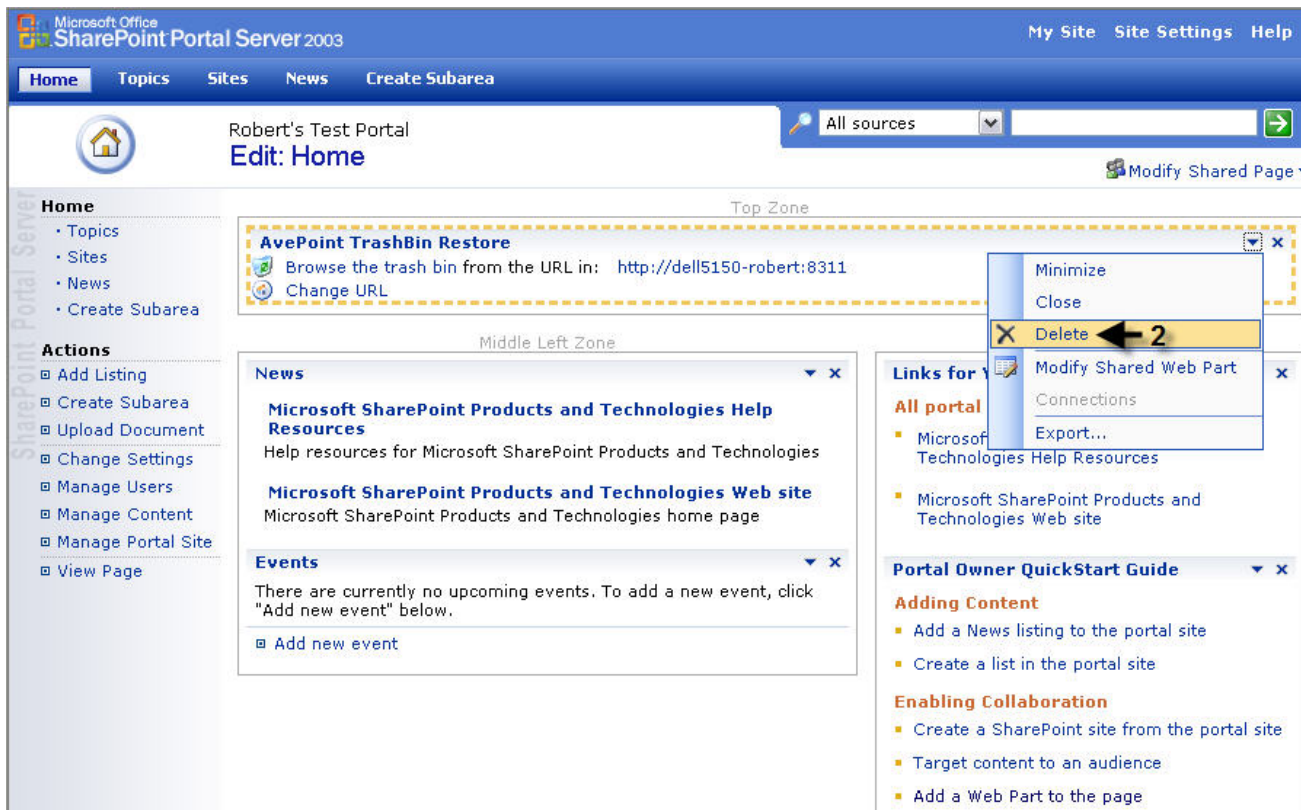 Microsoft Office
SharePoint Portal Server 2003
My Site Site Settings Help
Home Topics Sites News Create Subarea
Robert's Test Portal
Edit: Home
All sources
Modify Shared Page
SharePoint Portal Server
Home
Topics
Sites
News
Create Subarea
Actions
Add Listing
Create Subarea
Upload Document
Change Settings
Manage Users
Manage Content
Manage Portal Site
View Page
Top Zone
AvePoint TrashBin Restore
Browse the trash bin from the URL in: http://dell5150-robert:8311
Change URL
Minimize
Close
Delete 2
Modify Shared Web Part
Connections
Export...
Middle Left Zone
News
Microsoft SharePoint Products and Technologies Help
Resources
Help resources for Microsoft SharePoint Products and Technologies
Microsoft SharePoint Products and Technologies Web site
Microsoft SharePoint Products and Technologies home page
Events
There are currently no upcoming events. To add a new event, click
"Add new event" below.
Add new event
Links for
All portal
Technologies Help Resources
Microsoft SharePoint Products and
Technologies Web site
Portal Owner QuickStart Guide
Adding Content
Add a News listing to the portal site
Create a list in the portal site
Enabling Collaboration
Create a SharePoint site from the portal site
Target content to an audience
Add a Web Part to the page